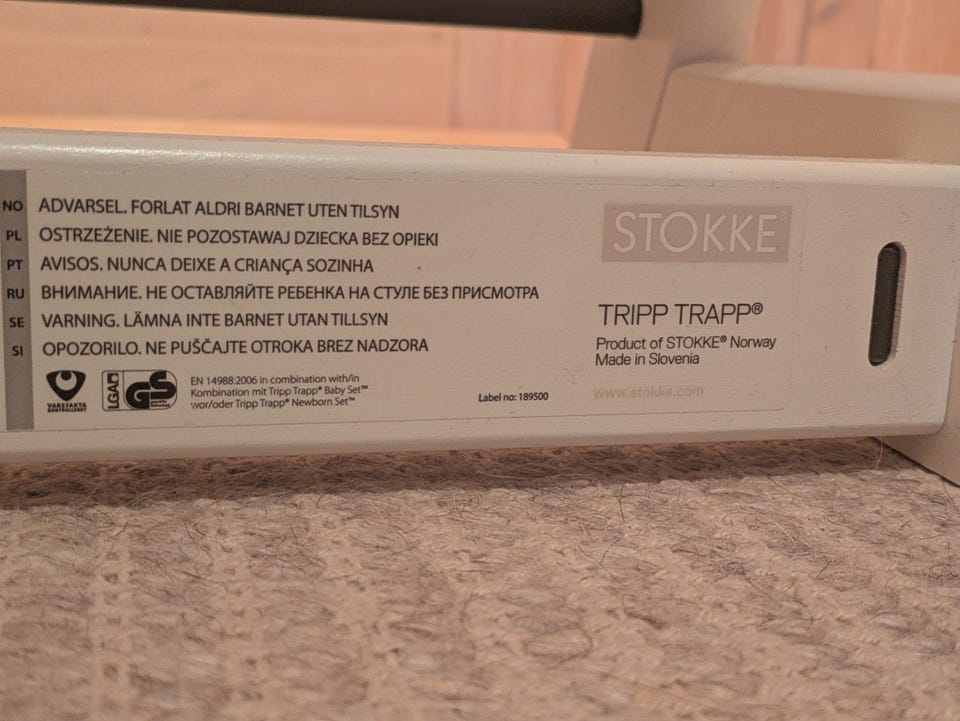 NO ADVARSEL. FORLAT ALDRI BARNET UTEN TILSYN
PL OSTRZEŻENIE. NIE POZOSTAWAJ DZIECKA BEZ OPIEKI
PT AVISOS. NUNCA DEIXE A CRIANÇA SOZINHA
RU ВНИМАНИЕ. НЕ ОСТАВЛЯЙТЕ РЕБЕНКА НА СТУЛЕ БЕЗ ПРИСМОТРА
SE VARNING. LÄMNA INTE BARNET UTAN TILLSYN
SI OPOZORILO. NE PUŠČAJTE OTROKA BREZ NADZORA
VAREFAKTA
KONTROLLERET
LGA
GS
EN 14988:2006 in combination with/in
Kombination mit Tripp Trapp® Baby Set™
wor/oder Tripp Trapp® Newborn Set™
Label no: 189500
STOKKE®
TRIPP TRAPP®
Product of STOKKE® Norway
Made in Slovenia
www.stokke.com